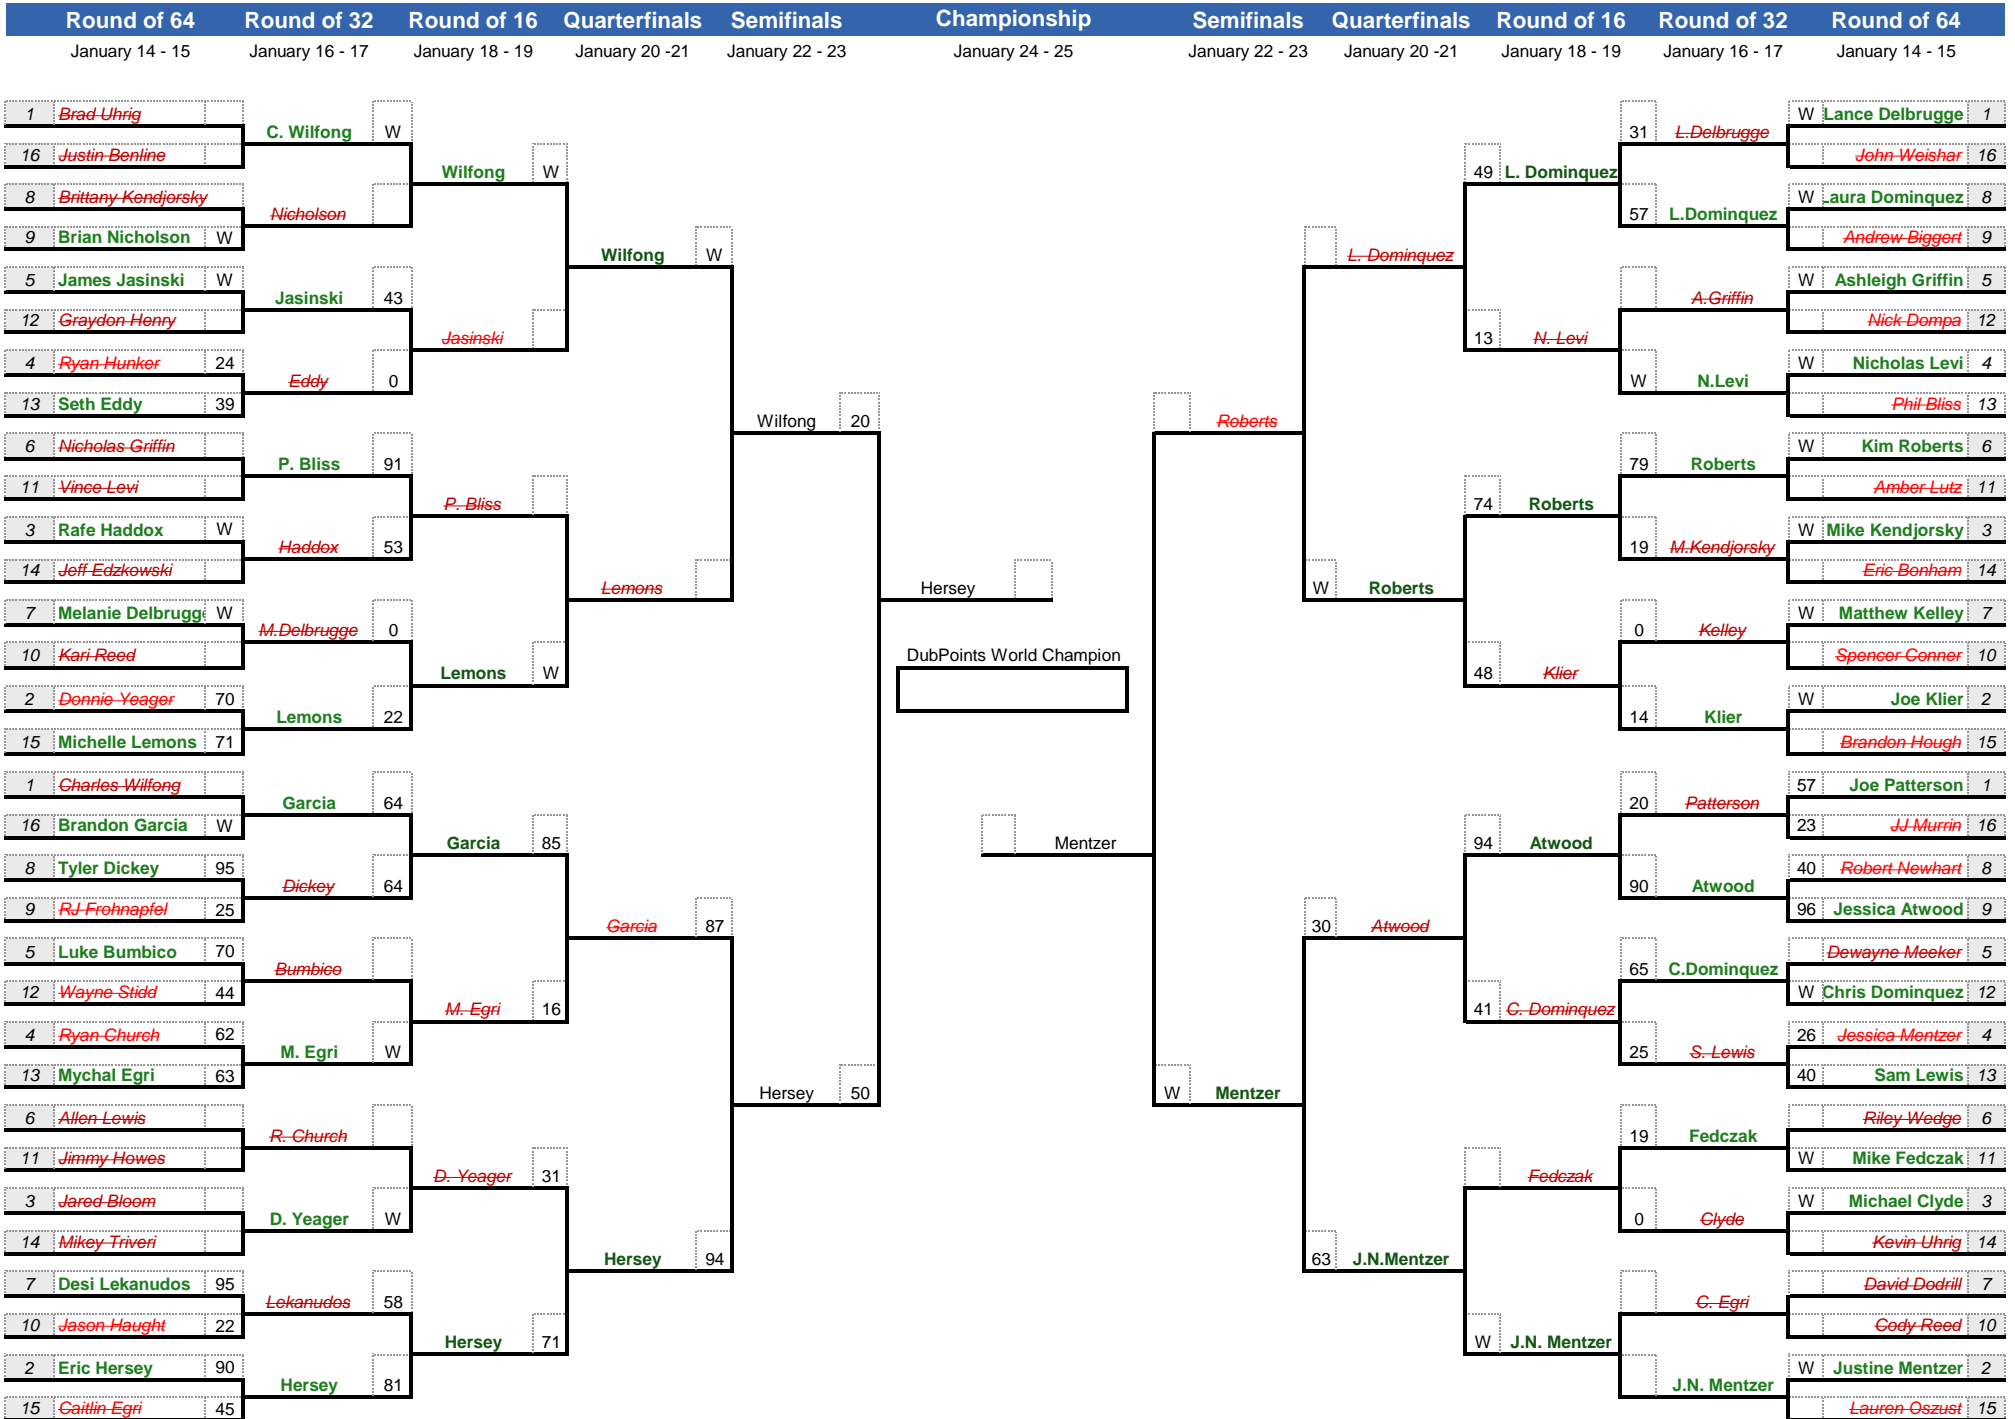 Round of 64 Round of 32 Round of 16 Quarterfinals Semifinals Championship Semifinals Quarterfinals Round of 16 Round of 32 Round of 64
January 14 - 15 January 16 - 17 January 18 - 19 January 20 -21 January 22 - 23 January 24 - 25 January 22 - 23 January 20 -21 January 18 - 19 January 16 - 17 January 14 - 15
1 Brad Uhrig W Lance Delbrugge 1
C. Wilfong W 31 L.Delbrugge
16 Justin Benline John Weishar 16
Wilfong W 49 L. Dominquez
8 Brittany Kendjorsky W Laura Dominquez 8
Nicholson 57 L.Dominquez
9 Brian Nicholson W Andrew Biggert 9
Wilfong W L. Dominquez
5 James Jasinski W W Ashleigh Griffin 5
Jasinski 43 A.Griffin
12 Graydon Henry Nick Dompa 12
Jasinski 13 N. Levi
4 Ryan Hunker 24 W Nicholas Levi 4
Eddy 0 W N.Levi
13 Seth Eddy 39 Phil Bliss 13
Wilfong 20 Roberts
6 Nicholas Griffin W Kim Roberts 6
P. Bliss 91 79 Roberts
11 Vince Levi Amber Lutz 11
P. Bliss 74 Roberts
3 Rafe Haddox W W Mike Kendjorsky 3
Haddox 53 19 M.Kendjorsky
14 Jeff Edzkowski Eric Bonham 14
Lemons Hersey W Roberts
7 Melanie Delbrugg W W Matthew Kelley 7
M.Delbrugge 0 0 Kelley
10 Kari Reed DubPoints World Champion Spencer Conner 10
Lemons W 48 Klier
2 Donnie Yeager 70 W Joe Klier 2
Lemons 22 14 Klier
15 Michelle Lemons 71 Brandon Hough 15
1 Charles Wilfong 57 Joe Patterson 1
Garcia 64 20 Patterson
16 Brandon Garcia W 23 JJ Murrin 16
Garcia 85 Mentzer 94 Atwood
8 Tyler Dickey 95 40 Robert Newhart 8
Dickey 64 90 Atwood
9 RJ Frohnapfel 25 96 Jessica Atwood 9
Garcia 87 30 Atwood
5 Luke Bumbico 70 Dewayne Meeker 5
Bumbico 65 C.Dominquez
12 Wayne Stidd 44 W Chris Dominquez 12
M. Egri 16 41 C. Dominquez
4 Ryan Church 62 26 Jessica Mentzer 4
M. Egri W 25 S. Lewis
13 Mychal Egri 63 40 Sam Lewis 13
Hersey 50 W Mentzer
6 Allen Lewis Riley Wedge 6
R. Church 19 Fedczak
11 Jimmy Howes W Mike Fedczak 11
D. Yeager 31 Fedczak
3 Jared Bloom W Michael Clyde 3
D. Yeager W 0 Clyde
14 Mikey Triveri Kevin Uhrig 14
Hersey 94 63 J.N.Mentzer
7 Desi Lekanudos 95 David Dodrill 7
Lekanudos 58 C. Egri
10 Jason Haught 22 Cody Reed 10
Hersey 71 W J.N. Mentzer
2 Eric Hersey 90 W Justine Mentzer 2
Hersey 81 J.N. Mentzer
15 Caitlin Egri 45 Lauren Oszust 15